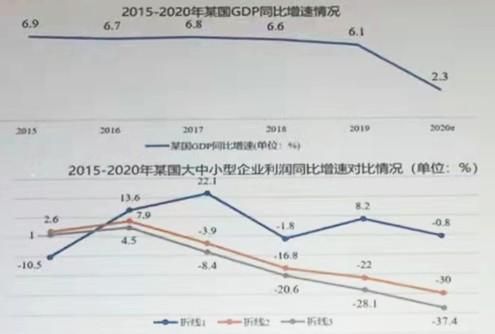 2015-2020年某国GDP同比增速情况
6.9 6.7 6.8 6.6 6.1 2.3
2015 2016 2017 2018 2019 2020e
某国GDP同比增速(单位：%)
2015-2020年某国大中小型企业利润同比增速对比情况（单位：%）
2.6 13.6 22.1 -1.8 8.2 -0.8
1 7.9 -3.9 -16.8 -22 -30
-10.5 4.5 -8.4 -20.6 -28.1 -37.4
折线1 折线2 折线3